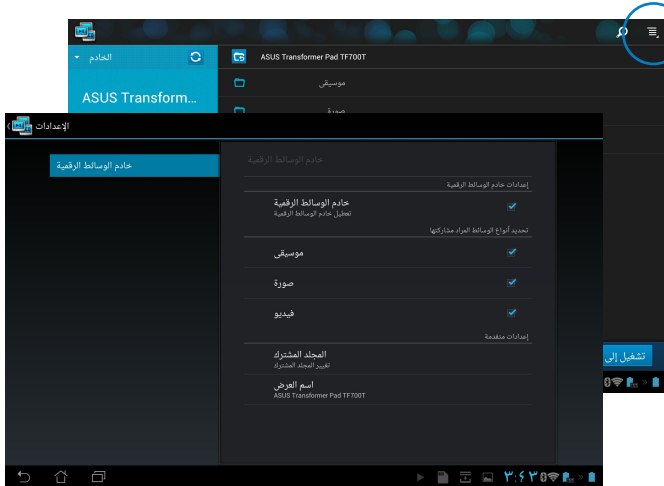 الخادم
ASUS Transformer Pad TF700T
ASUS Transform...
موسيقى
صورة
تشغيل إلى
الإعدادات
خادم الوسائط الرقمية
خادم الوسائط الرقمية
إعدادات خادم الوسائط الرقمية
خادم الوسائط الرقمية
تعطيل خادم الوسائط الرقمية
تحديد أنواع الوسائط المراد مشاركتها
موسيقى
صورة
فيديو
إعدادات متقدمة
المجلد المشترك
تغيير المجلد المشترك
اسم العرض
ASUS Transformer Pad TF700T
٣:٤٣